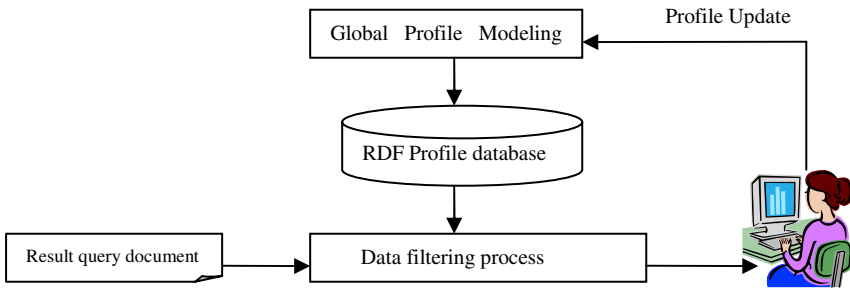 Profile Update
Global Profile Modeling
RDF Profile database
Result query document
Data filtering process